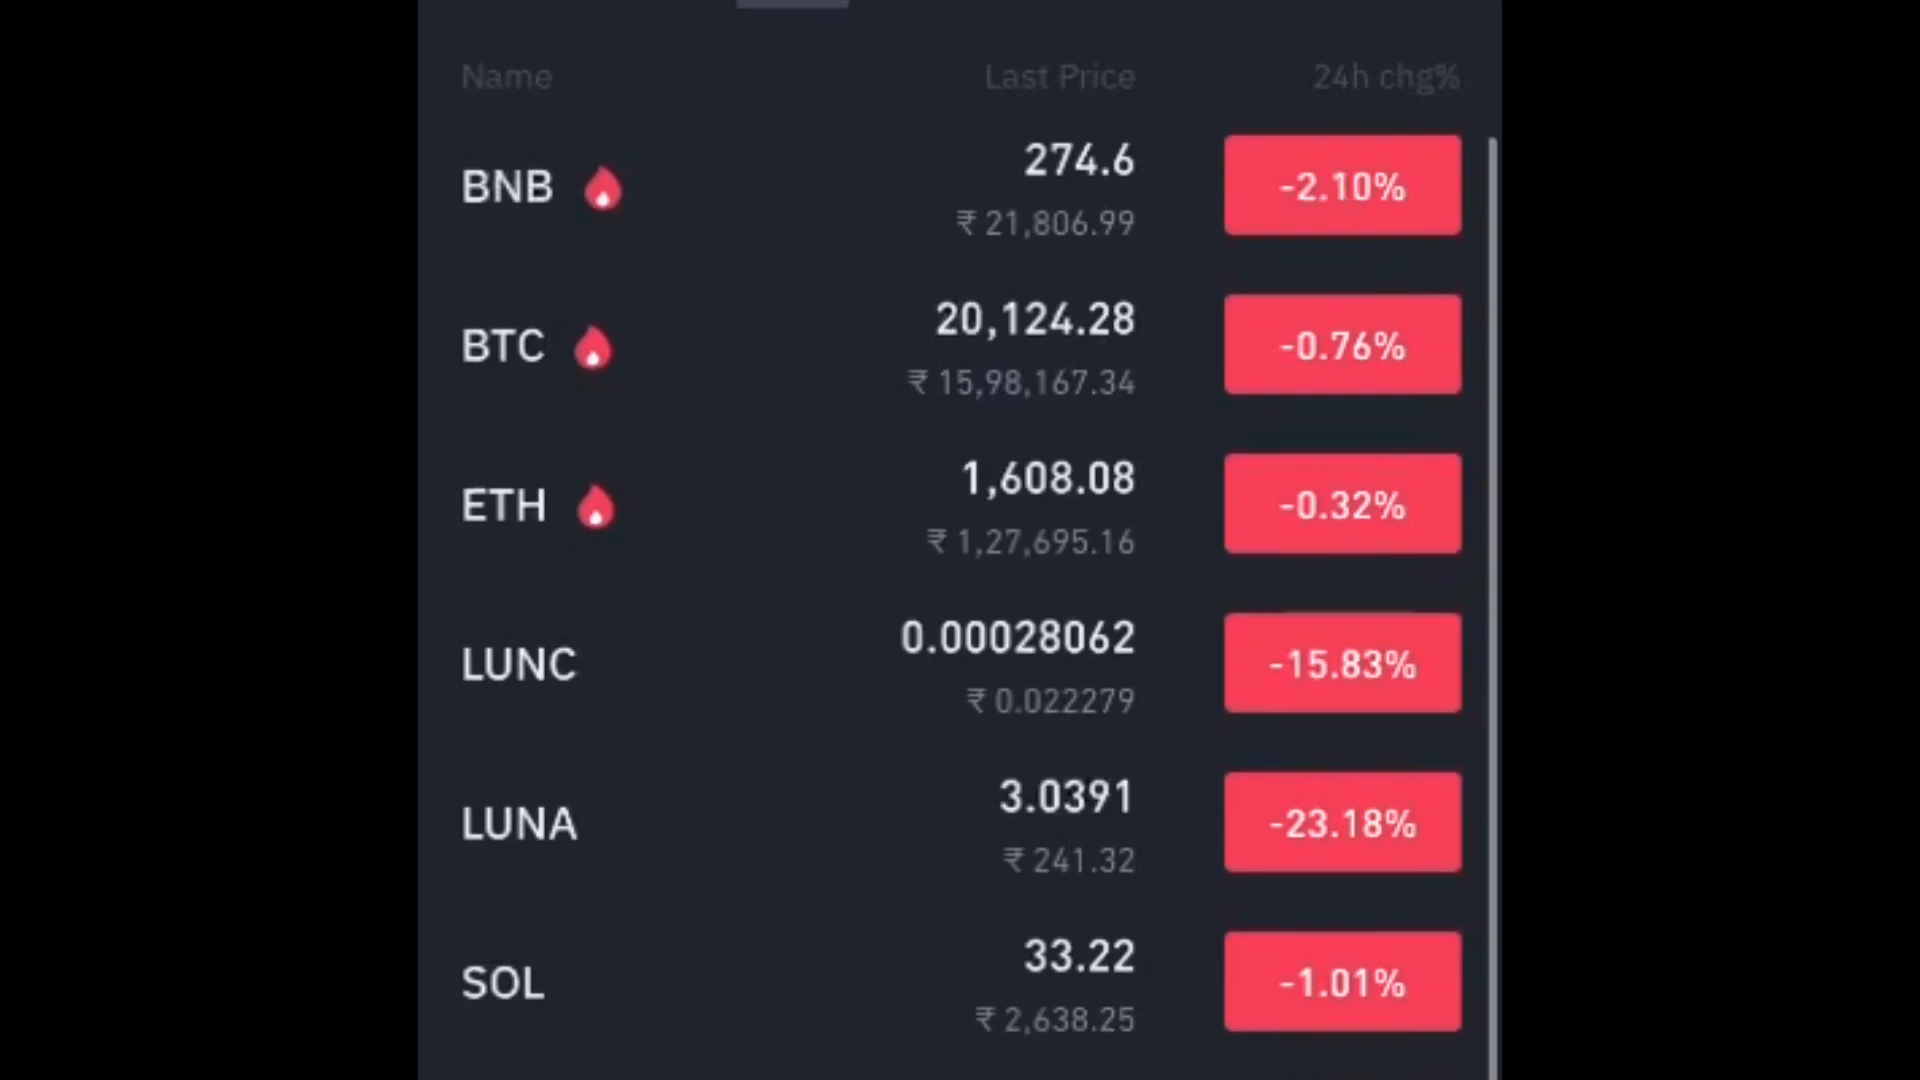 Name Last Price 24h chg%
BNB 274.6 -2.10%
₹ 21,806.99
BTC 20,124.28 -0.76%
₹ 15,98,167.34
ETH 1,608.08 -0.32%
₹ 1,27,695.16
LUNC 0.00028062 -15.83%
₹ 0.022279
LUNA 3.0391 -23.18%
₹ 241.32
SOL 33.22 -1.01%
₹ 2,638.25